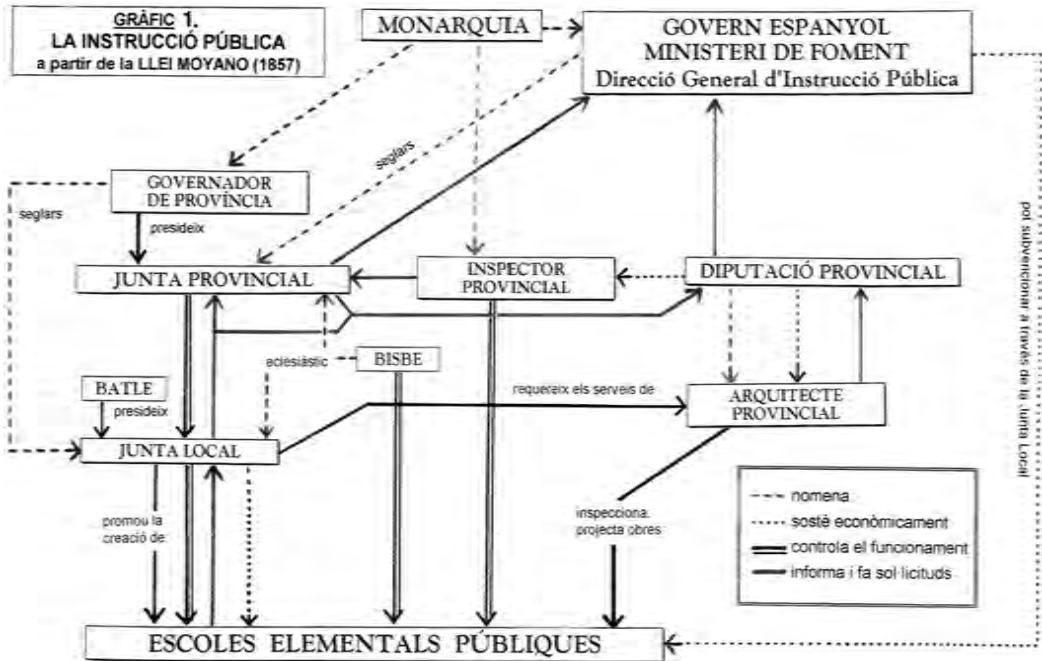 GRÀFIC 1.
LA INSTRUCCIÓ PÚBLICA
a partir de la LLEI MOYANO (1857)
MONARQUIA
GOVERN ESPANYOL
MINISTERI DE FOMENT
Direcció General d'Instrucció Pública
seglars
GOVERNADOR
DE PROVÍNCIA
seglars
presideix
pot subvencionar a través de la Junta Local
JUNTA PROVINCIAL
INSPECTOR
PROVINCIAL
DIPUTACIÓ PROVINCIAL
eclesiàstic
BISBE
BATLE
presideix
requereix els serveis de
ARQUITECTE
PROVINCIAL
JUNTA LOCAL
promou la
creació de
inspecciona,
projecta obres
nomena
sosté econòmicament
controla el funcionament
informa i fa sol·licituds
ESCOLES ELEMENTALS PÚBLIQUES